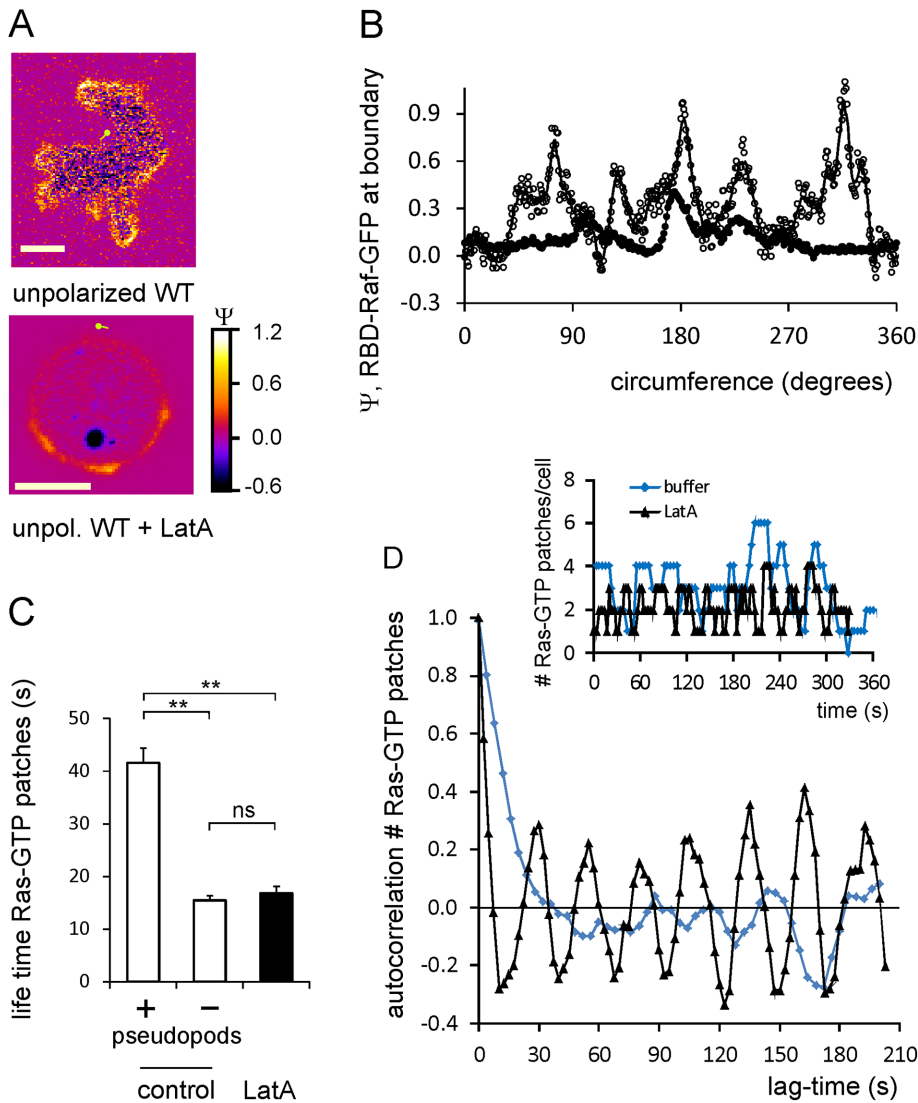 A
unpolarized WT
Ψ
1.2
0.6
0.0
-0.6
unpol. WT + LatA
B
Ψ, RBD-Raf-GFP at boundary
0.9
0.6
0.3
0.0
-0.3
0 90 180 270 360
circumference (degrees)
C
life time Ras-GTP patches (s)
50
40
30
20
10
0
**
**
ns
+ −
pseudopods
control LatA
D
# Ras-GTP patches/cell
8
6
4
2
0
buffer
LatA
0 60 120 180 240 300 360
time (s)
autocorrelation # Ras-GTP patches
1.0
0.8
0.6
0.4
0.2
0.0
-0.2
-0.4
0 30 60 90 120 150 180 210
lag-time (s)